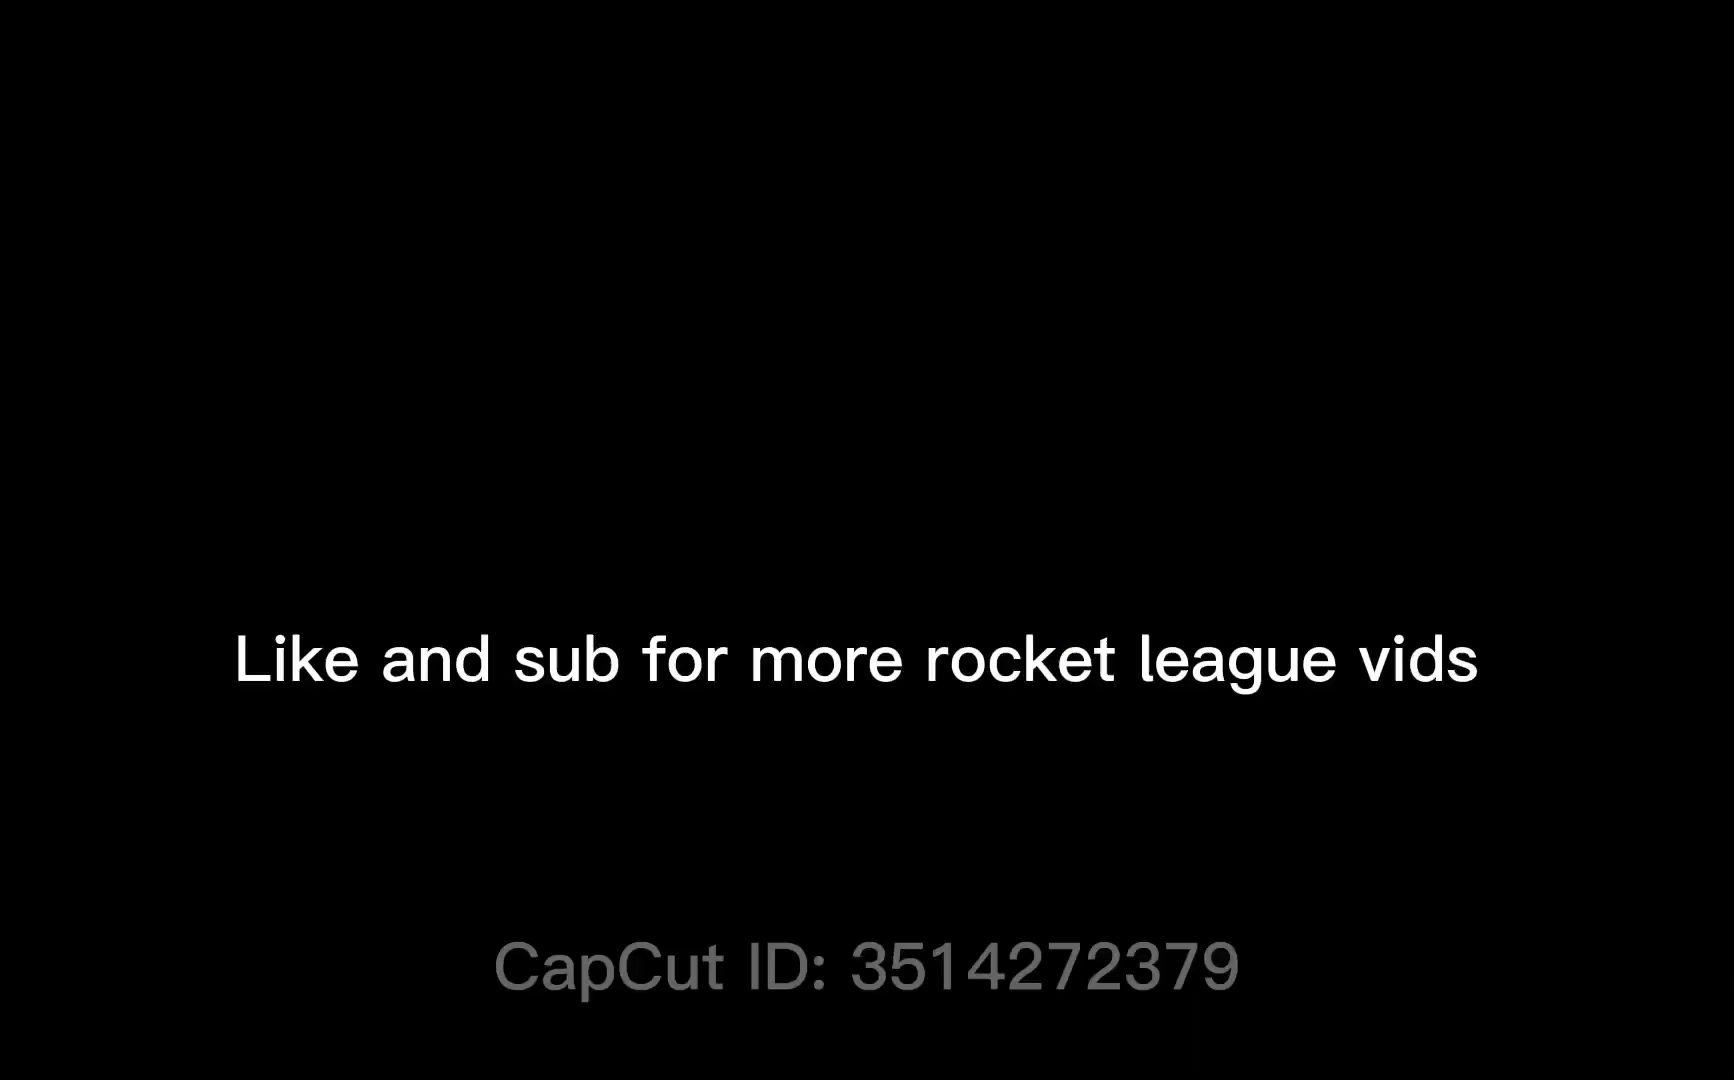 Like and sub for more rocket league vids
CapCut ID: 3514272379